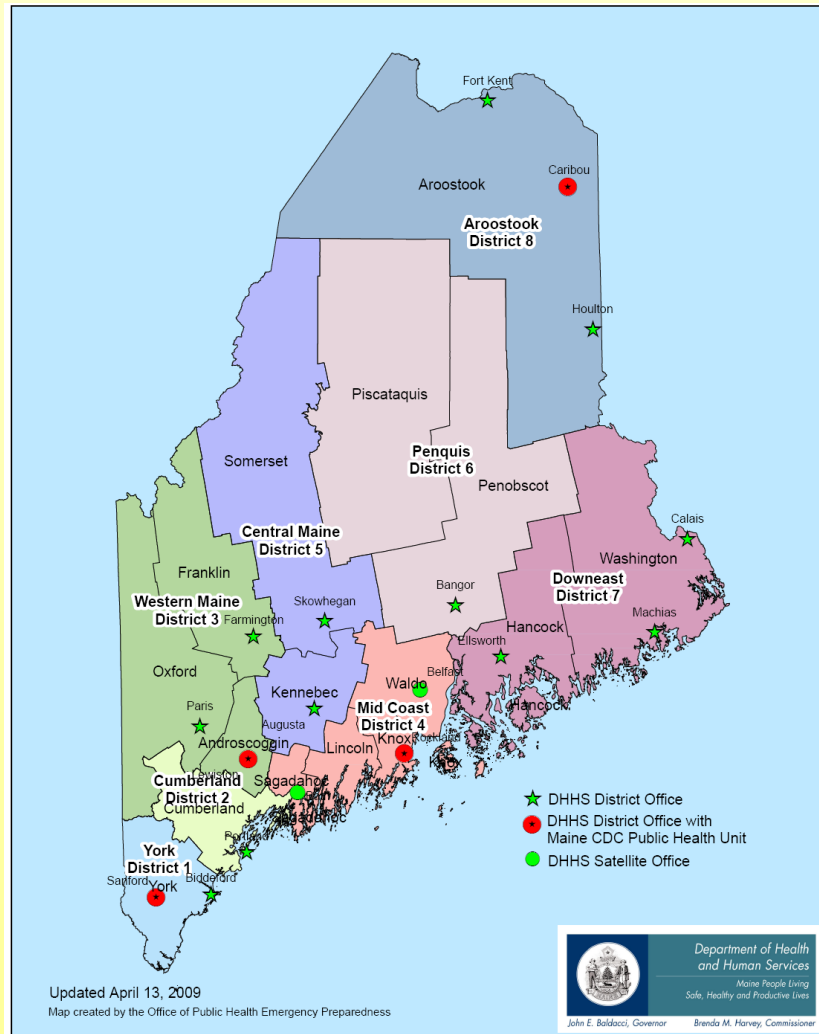 Fort Kent
Caribou
Aroostook
Aroostook
District 8
Houlton
Piscataquis
Somerset
Penquis
District 6
Penobscot
Central Maine
District 5
Calais
Washington
Franklin
Downeast
District 7
Western Maine
District 3
Skowhegan
Bangor
Farmington
Machias
Hancock
Ellsworth
Oxford
Belfast
Waldo
Kennebec
Hancock
Paris
Augusta
Mid Coast
District 4
Androscoggin
Lincoln
Knox
Rockland
Knox
Lewiston
Sagadahoc
Cumberland
District 2
Bath
Cumberland
Sagadahoc
Portland
York
District 1
Sanford
York
Biddeford
DHHS District Office
DHHS District Office with
Maine CDC Public Health Unit
DHHS Satellite Office
Department of Health
and Human Services
Maine People Living
Safe, Healthy and Productive Lives
John E. Baldacci, Governor
Brenda M. Harvey, Commissioner
Updated April 13, 2009
Map created by the Office of Public Health Emergency Preparedness